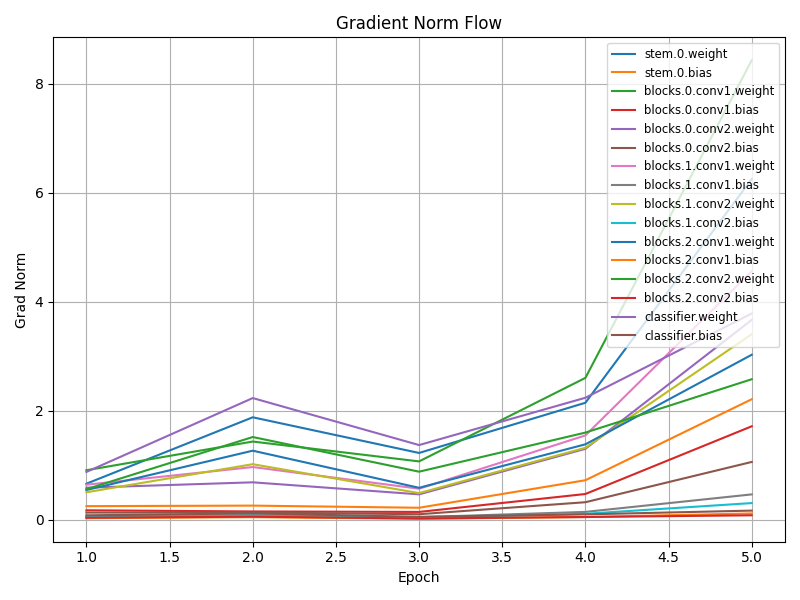 Gradient Norm Flow
stem.0.weight
stem.0.bias
blocks.0.conv1.weight
blocks.0.conv1.bias
blocks.0.conv2.weight
blocks.0.conv2.bias
blocks.1.conv1.weight
blocks.1.conv1.bias
blocks.1.conv2.weight
blocks.1.conv2.bias
blocks.2.conv1.weight
blocks.2.conv1.bias
blocks.2.conv2.weight
blocks.2.conv2.bias
classifier.weight
classifier.bias
Grad Norm
8
6
4
2
0
1.0 1.5 2.0 2.5 3.0 3.5 4.0 4.5 5.0
Epoch